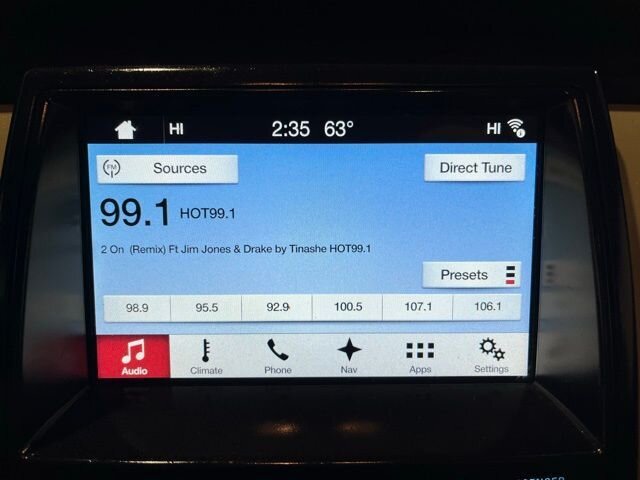 HI 2:35 63° HI
FM Sources Direct Tune
99.1 HOT99.1
2 On (Remix) Ft Jim Jones & Drake by Tinashe HOT99.1
Presets
98.9 95.5 92.9 100.5 107.1 106.1
Audio Climate Phone Nav Apps Settings